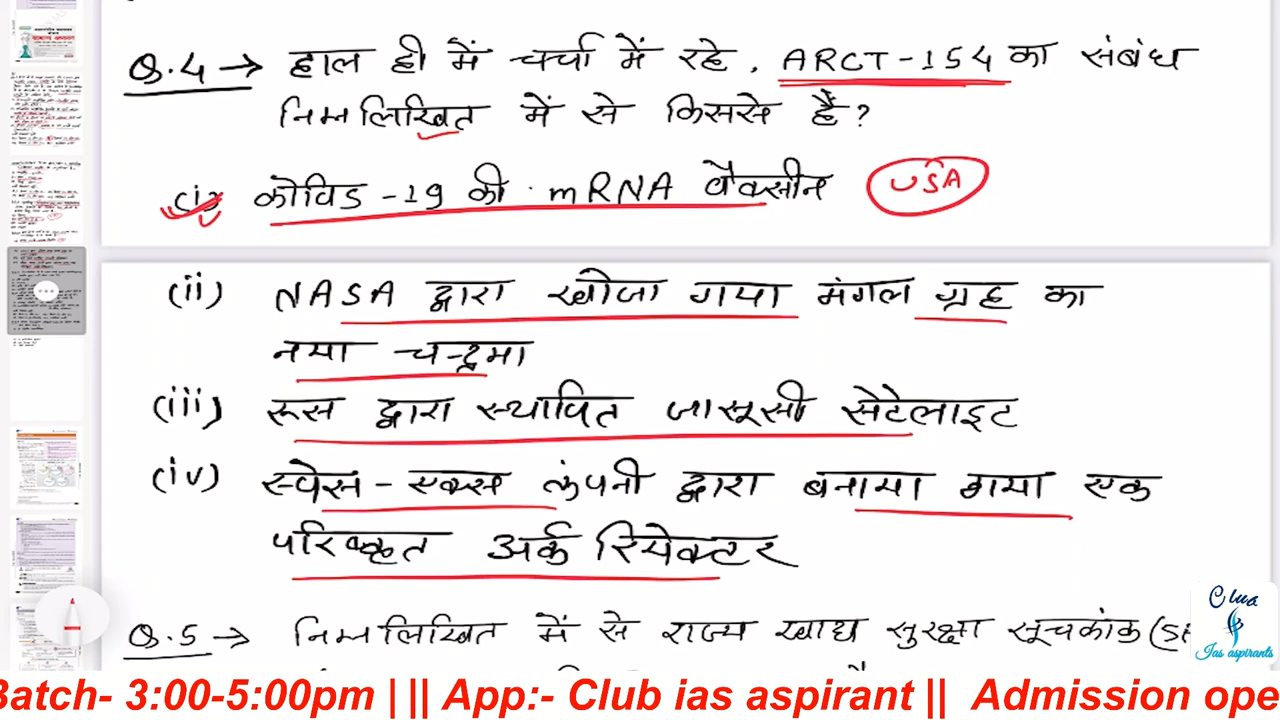 Q.4 → हाल ही में चर्चा में रहे, ARCT-154 का संबंध
निम्नलिखित में से किससे है?
(i) कोविड-19 की mRNA वैक्सीन USA
(ii) NASA द्वारा खोजा गया मंगल ग्रह का
नया चन्द्रमा
(iii) रूस द्वारा स्थापित जासूसी सेटेलाइट
(iv) स्पेस-एक्स कंपनी द्वारा बनाया गया एक
परिष्कृत अर्क रियेक्टर
Q.5 → निम्नलिखित में से राज्य खाद्य सुरक्षा सूचकांक (
Club
Ias aspirants
Batch- 3:00-5:00pm | || App:- Club ias aspirant || Admission ope